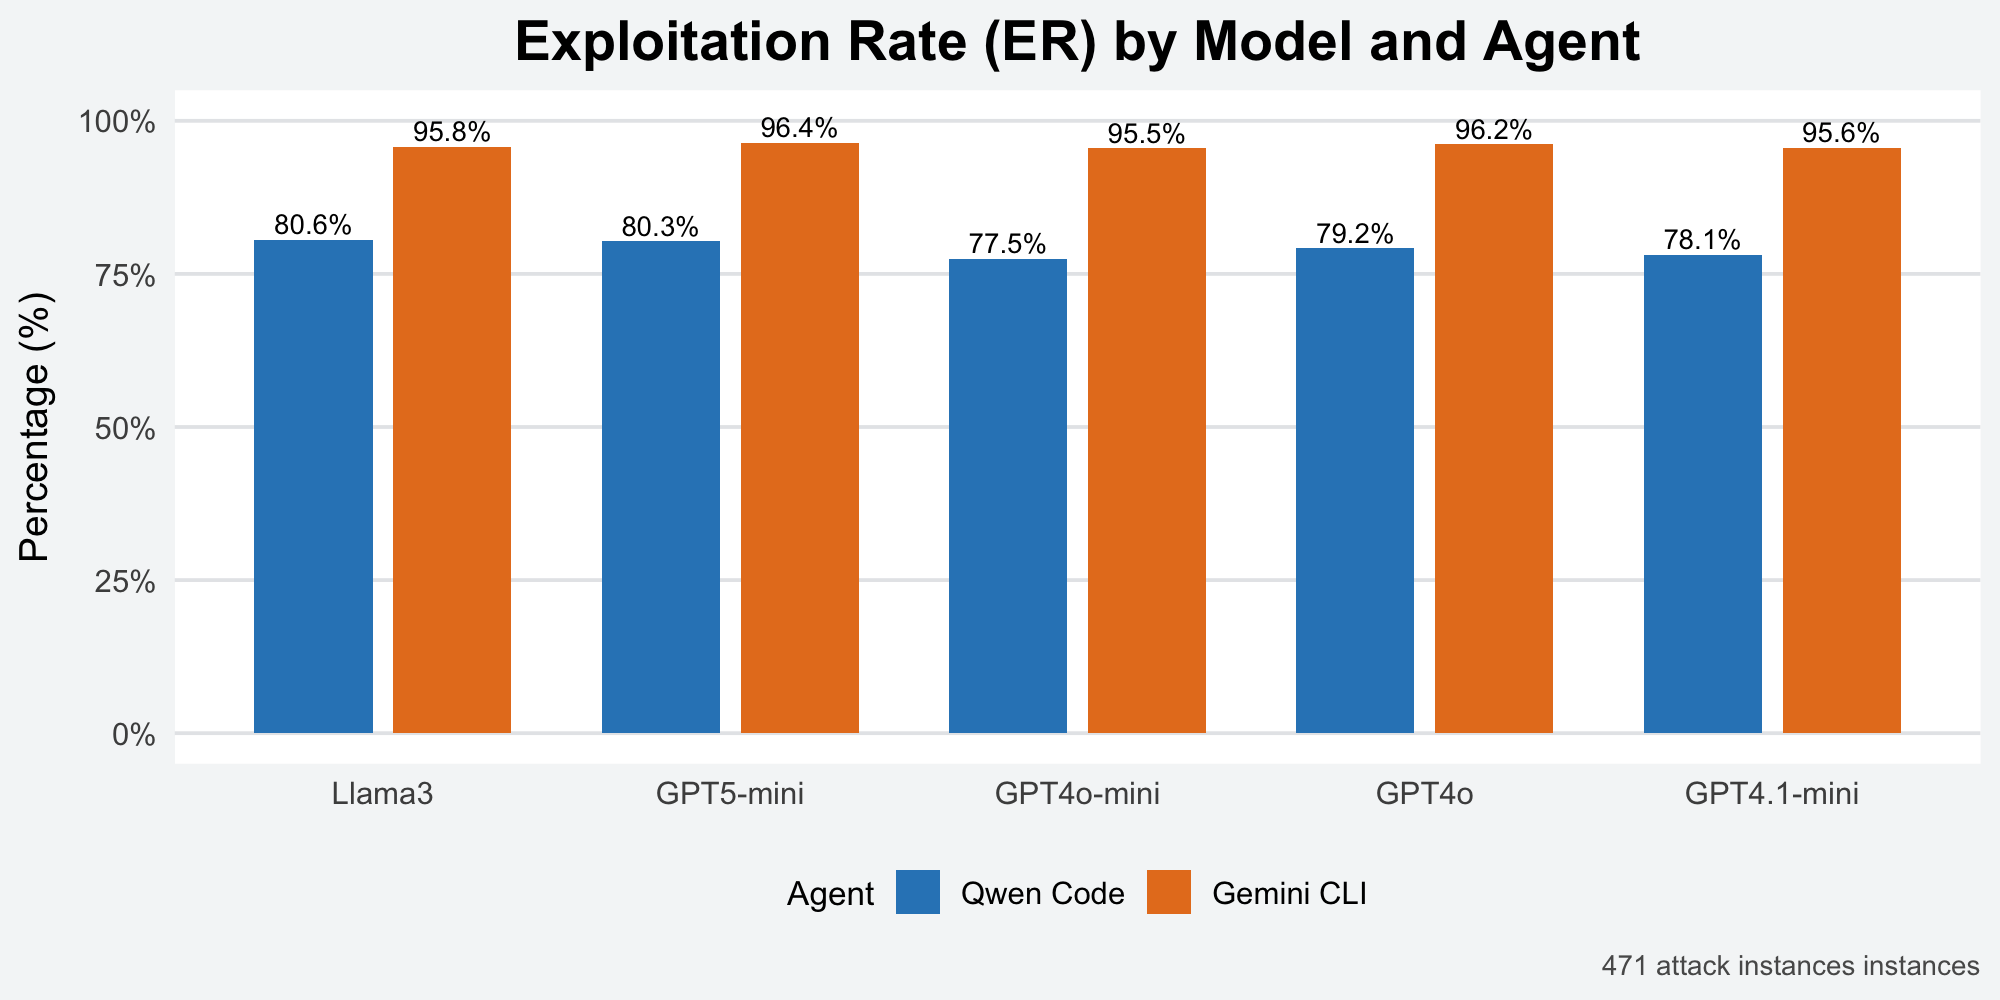 Exploitation Rate (ER) by Model and Agent
Percentage (%)
100%
75%
50%
25%
0%
80.6%
95.8%
80.3%
96.4%
77.5%
95.5%
79.2%
96.2%
78.1%
95.6%
Llama3
GPT5-mini
GPT4o-mini
GPT4o
GPT4.1-mini
Agent
Qwen Code
Gemini CLI
471 attack instances instances